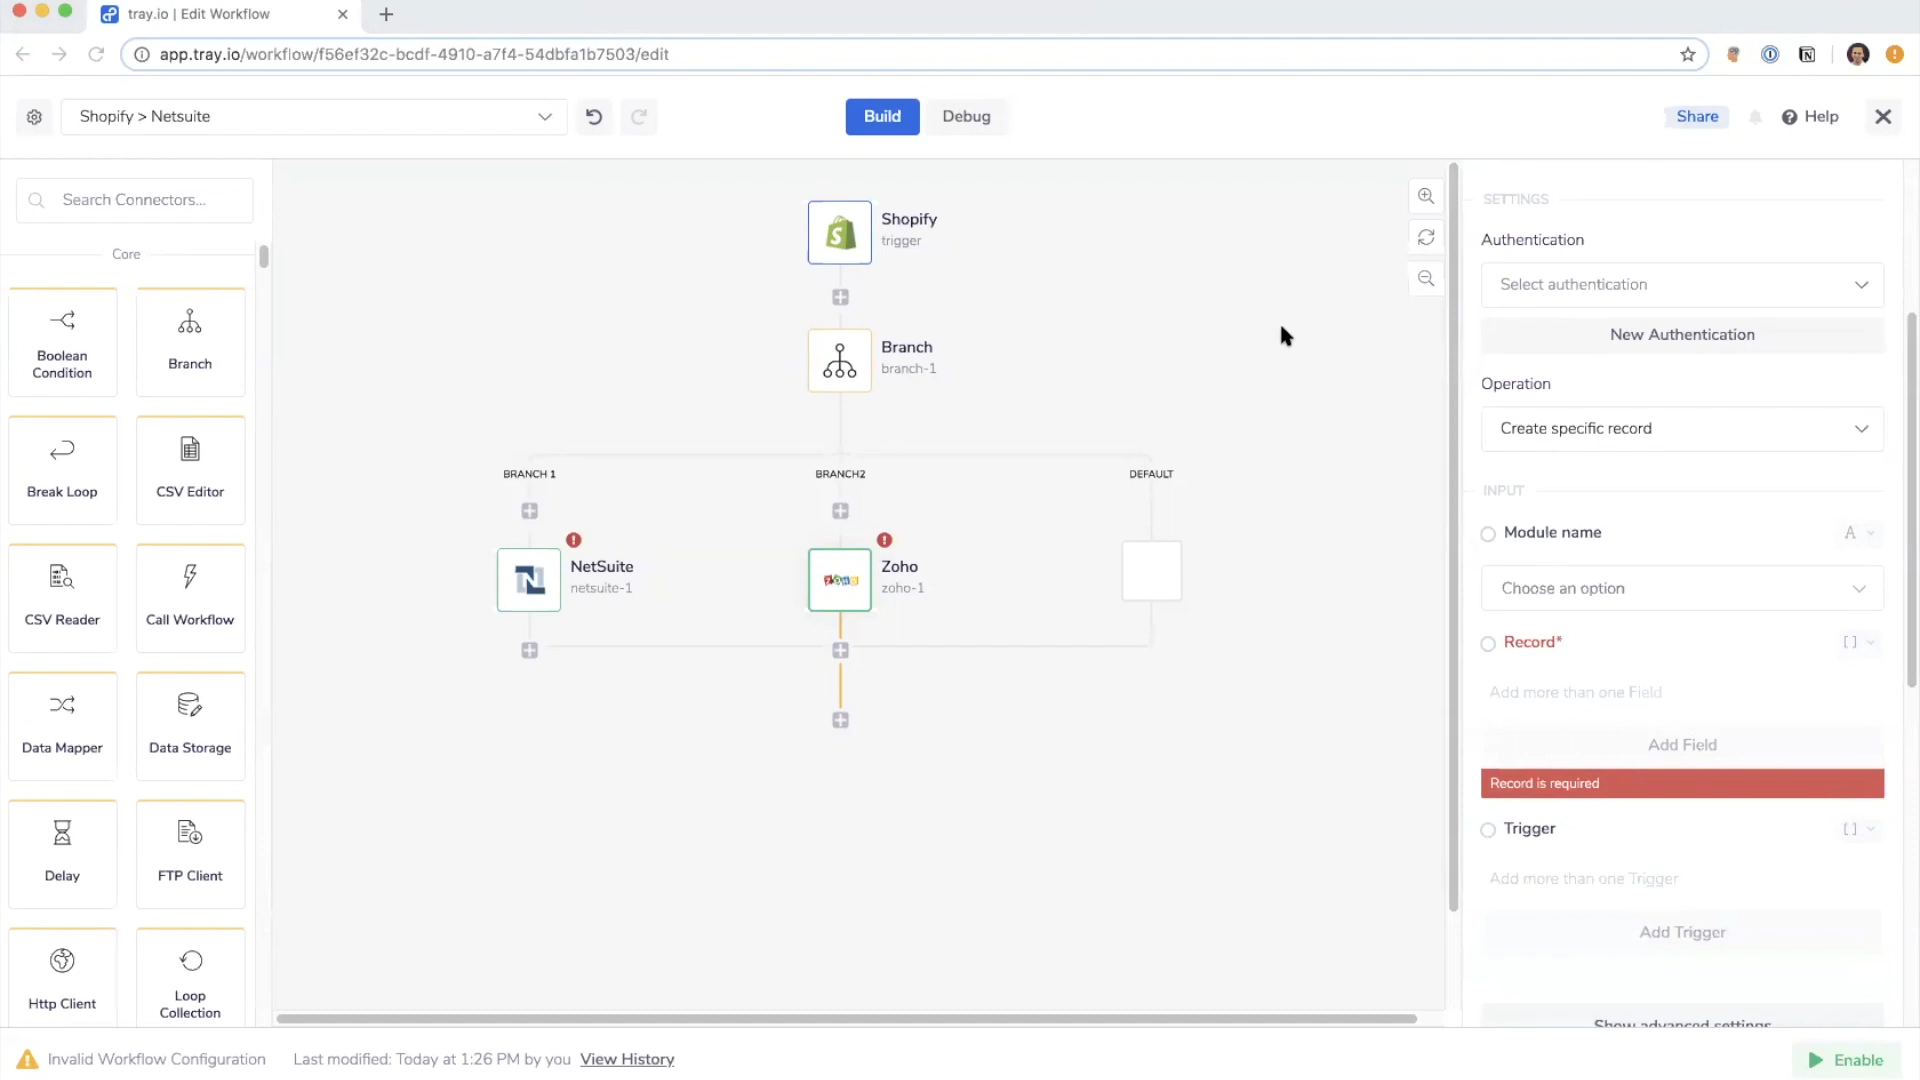 tray.io | Edit Workflow
app.tray.io/workflow/f56ef32c-bcdf-4910-a7f4-54dbfa1b7503/edit
Shopify > Netsuite
Build
Debug
Share
Help
Search Connectors...
Core
Boolean
Condition
Branch
Break Loop
CSV Editor
CSV Reader
Call Workflow
Data Mapper
Data Storage
Delay
FTP Client
Http Client
Loop
Collection
Shopify
trigger
Branch
branch-1
BRANCH 1
BRANCH2
DEFAULT
NetSuite
netsuite-1
ZOHO
Zoho
zoho-1
SETTINGS
Authentication
Select authentication
New Authentication
Operation
Create specific record
INPUT
Module name
A
Choose an option
Record*
[ ]
Add more than one Field
Add Field
Record is required
Trigger
[ ]
Add more than one Trigger
Add Trigger
Show advanced settings
Invalid Workflow Configuration
Last modified: Today at 1:26 PM by you
View History
Enable